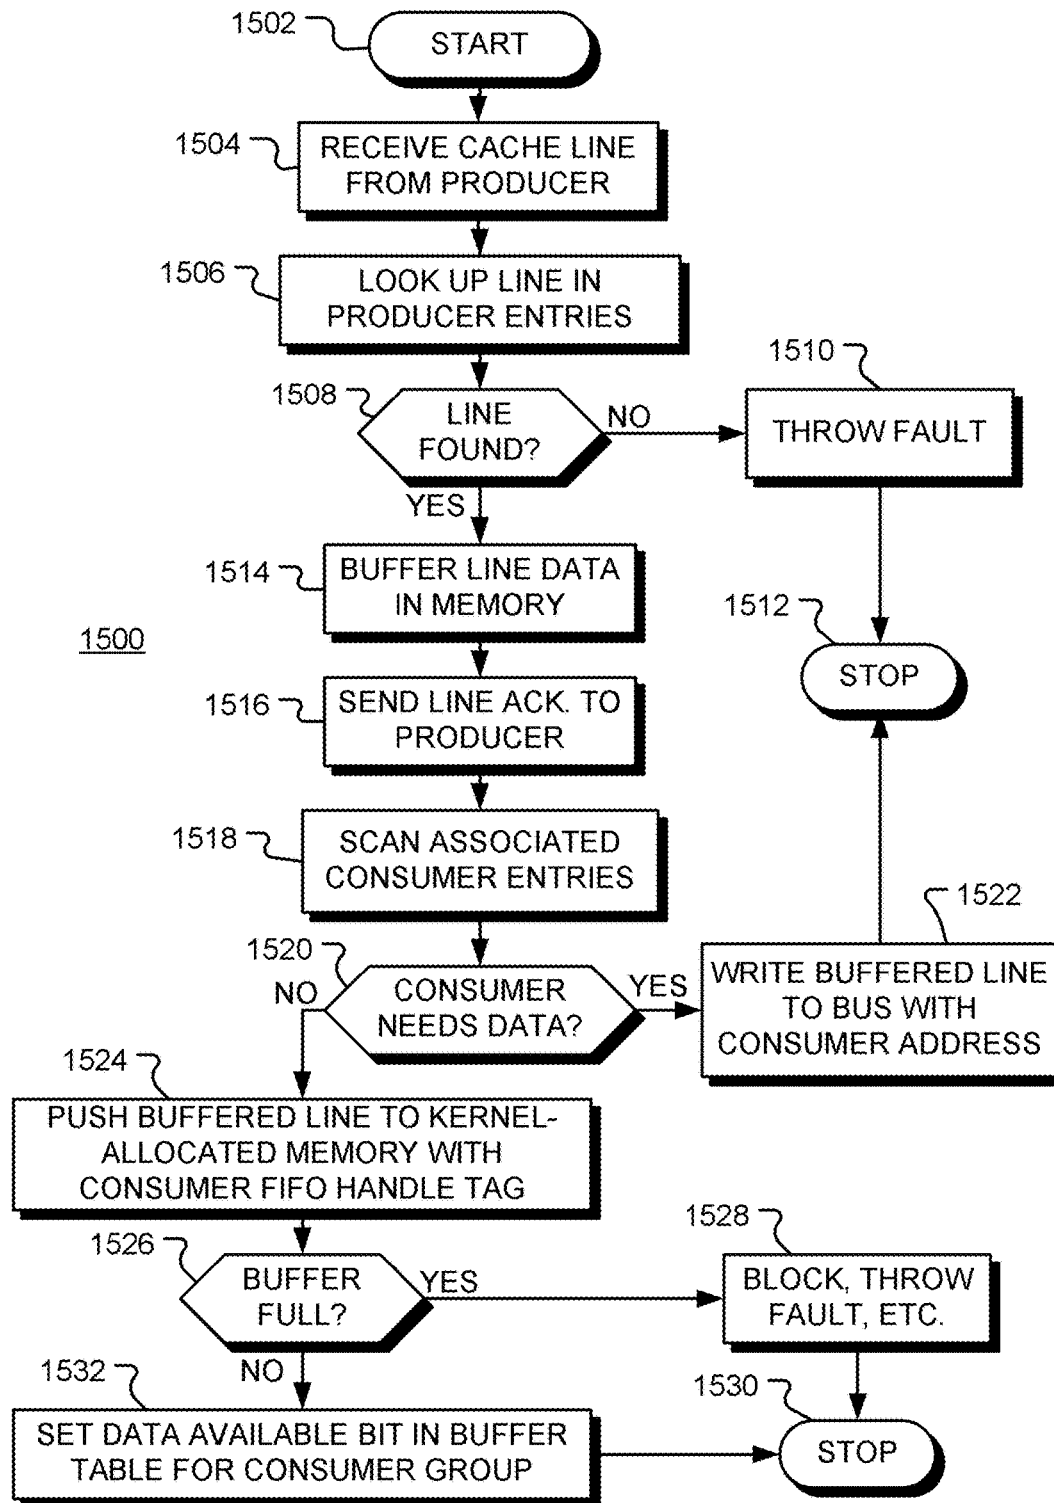 1502
START
1504
RECEIVE CACHE LINE
FROM PRODUCER
1506
LOOK UP LINE IN
PRODUCER ENTRIES
1508
LINE
FOUND?
NO
1510
THROW FAULT
YES
1514
BUFFER LINE DATA
IN MEMORY
1512
STOP
1500
1516
SEND LINE ACK. TO
PRODUCER
1518
SCAN ASSOCIATED
CONSUMER ENTRIES
1520
CONSUMER
NEEDS DATA?
NO
YES
1522
WRITE BUFFERED LINE
TO BUS WITH
CONSUMER ADDRESS
1524
PUSH BUFFERED LINE TO KERNEL-
ALLOCATED MEMORY WITH
CONSUMER FIFO HANDLE TAG
1526
BUFFER
FULL?
YES
1528
BLOCK, THROW
FAULT, ETC.
NO
1532
SET DATA AVAILABLE BIT IN BUFFER
TABLE FOR CONSUMER GROUP
1530
STOP